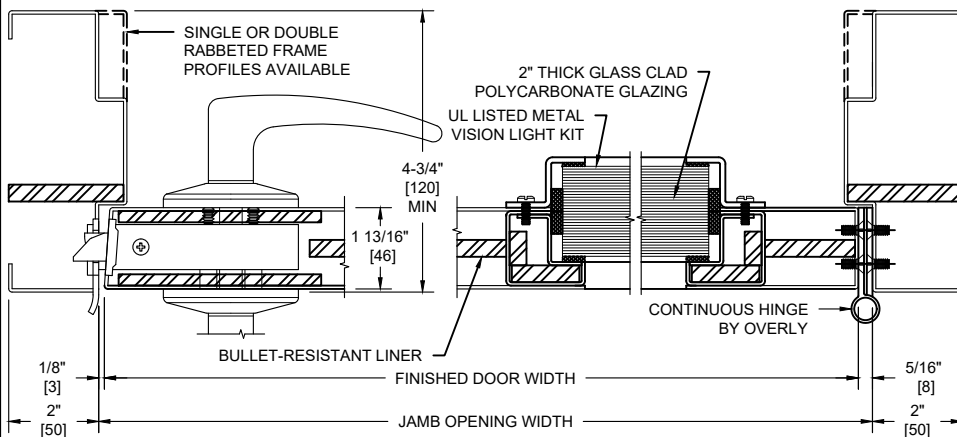 SINGLE OR DOUBLE
RABBETED FRAME
PROFILES AVAILABLE
2" THICK GLASS CLAD
POLYCARBONATE GLAZING
UL LISTED METAL
VISION LIGHT KIT
4-3/4"
[120]
MIN
1 13/16"
[46]
CONTINUOUS HINGE
BY OVERLY
BULLET-RESISTANT LINER
1/8"
[3]
FINISHED DOOR WIDTH
5/16"
[8]
2"
[50]
JAMB OPENING WIDTH
2"
[50]